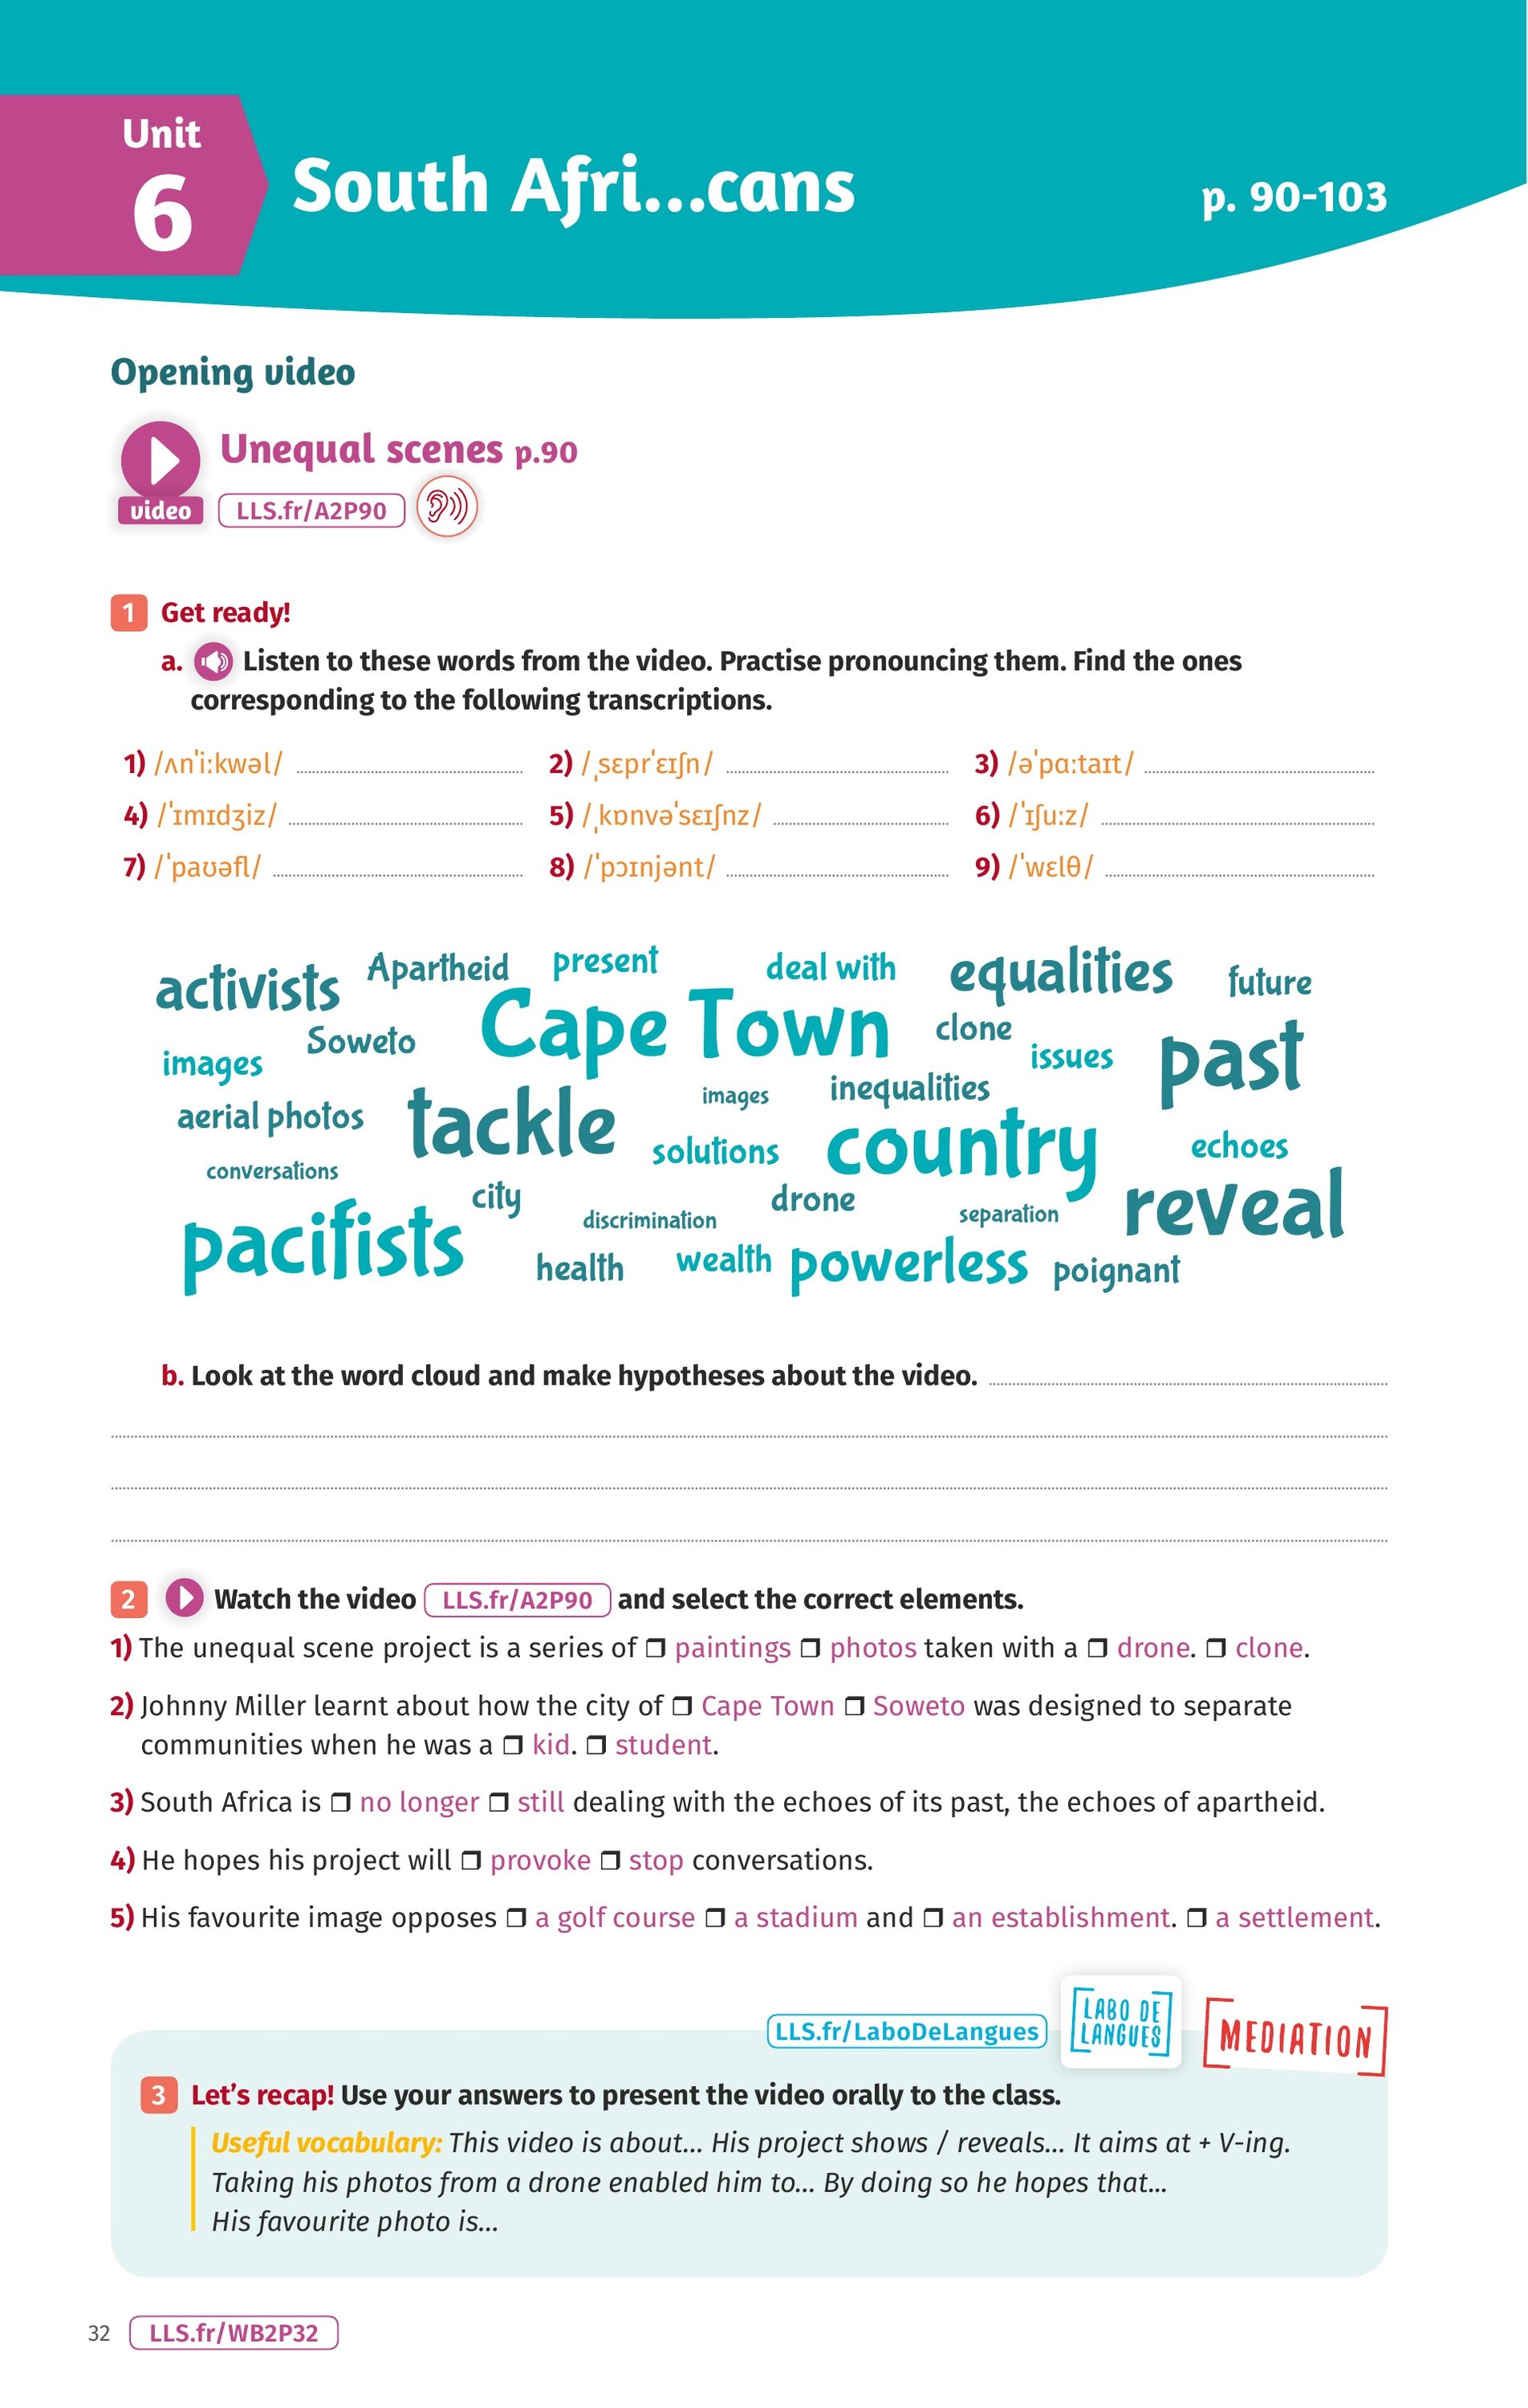 Unit
6
South Afri...cans
p. 90-103
Opening video
Unequal scenes p.90
video
LLS.fr/A2P90
1 Get ready!
a. Listen to these words from the video. Practise pronouncing them. Find the ones
corresponding to the following transcriptions.
1) /ʌnˈiːkwəl/ 2) /ˌsɛprˈɛɪʃn/ 3) /əˈpɑːtaɪt/
4) /ˈɪmɪdʒiz/ 5) /ˌkɒnvəˈsɛɪʃnz/ 6) /ˈɪʃuːz/
7) /ˈpaʊəfl/ 8) /ˈpɔɪnjənt/ 9) /ˈwɛlθ/
activists Apartheid present deal with equalities future
images Soweto Cape Town clone issues past
aerial photos tackle images inequalities
conversations solutions country echoes
pacifists city discrimination drone separation reveal
health wealth powerless poignant
b. Look at the word cloud and make hypotheses about the video.
2 Watch the video LLS.fr/A2P90 and select the correct elements.
1) The unequal scene project is a series of ❒ paintings ❒ photos taken with a ❒ drone. ❒ clone.
2) Johnny Miller learnt about how the city of ❒ Cape Town ❒ Soweto was designed to separate
communities when he was a ❒ kid. ❒ student.
3) South Africa is ❒ no longer ❒ still dealing with the echoes of its past, the echoes of apartheid.
4) He hopes his project will ❒ provoke ❒ stop conversations.
5) His favourite image opposes ❒ a golf course ❒ a stadium and ❒ an establishment. ❒ a settlement.
LLS.fr/LaboDeLangues
LABO DE
LANGUES
MEDIATION
3 Let's recap! Use your answers to present the video orally to the class.
Useful vocabulary: This video is about... His project shows / reveals... It aims at + V-ing.
Taking his photos from a drone enabled him to... By doing so he hopes that...
His favourite photo is...
32 LLS.fr/WB2P32